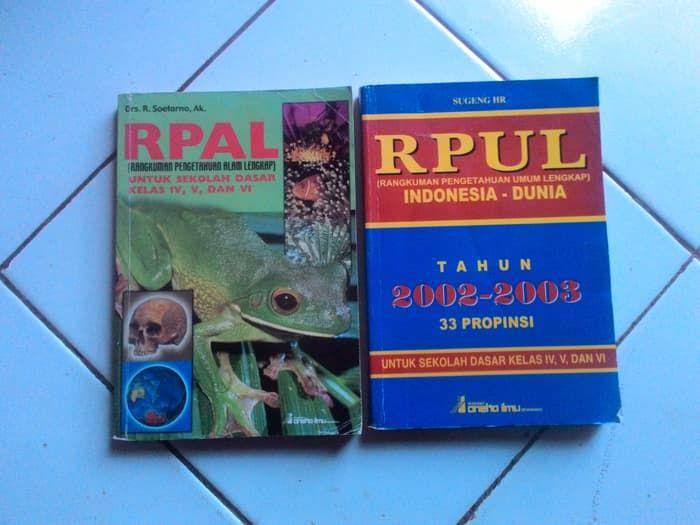 Drs. R. Soetarno, Ak.
RPAL
(RANGKUMAN PENGETAHUAN ALAM LENGKAP)
UNTUK SEKOLAH DASAR
KELAS IV, V, DAN VI
aneka ilmu
SUGENG HR
RPUL
(RANGKUMAN PENGETAHUAN UMUM LENGKAP)
INDONESIA - DUNIA
TAHUN
2002-2003
33 PROPINSI
UNTUK SEKOLAH DASAR KELAS IV, V, DAN VI
aneka ilmu